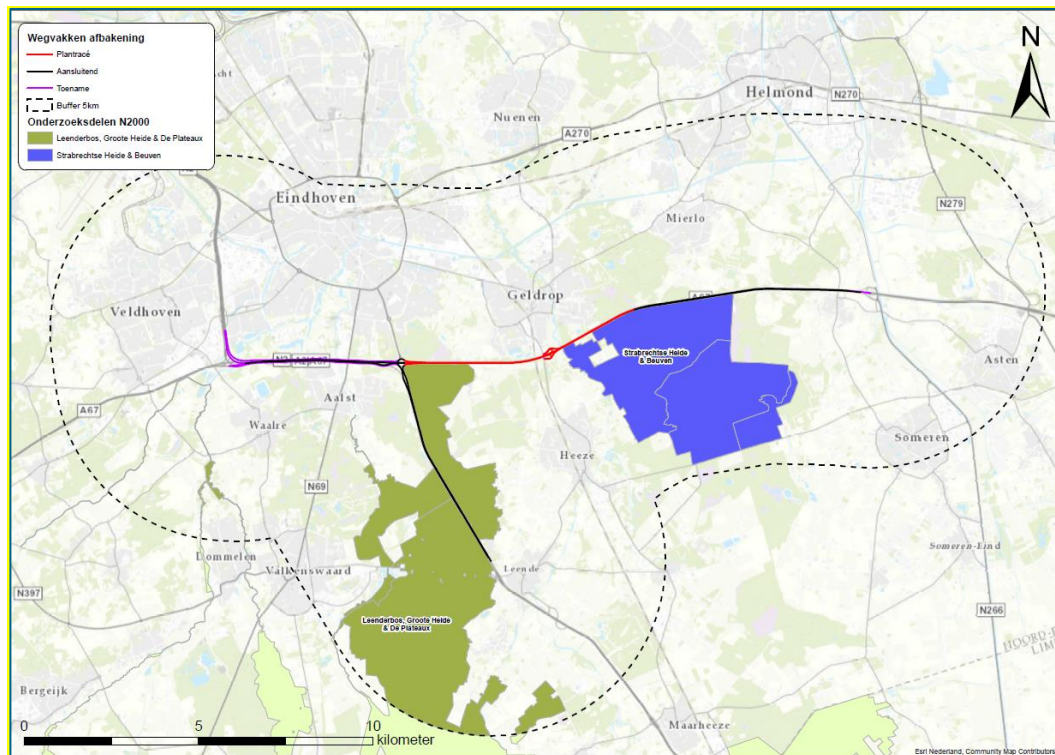 Wegvakken afbakening
Plantracé
Aansluitend
Toename
Buffer 5km
Onderzoeksdelen N2000
Leenderbos, Groote Heide & De Plateaux
Strabrechtse Heide & Beuven
N
Helmond
N270
N270
Nuenen
A270
Eindhoven
N279
Mierlo
Geldrop
Veldhoven
Strabrechtse Heide
& Beuven
Asten
Aalst
A67
Waalre
Someren
Heeze
N69
Dommelen
Valkenswaard
Someren-Eind
Leende
N397
N266
Leenderbos, Groote Heide
& De Plateaux
Bergeijk
Maarheeze
0 5 10
kilometer
Esri Nederland, Community Map Contributors